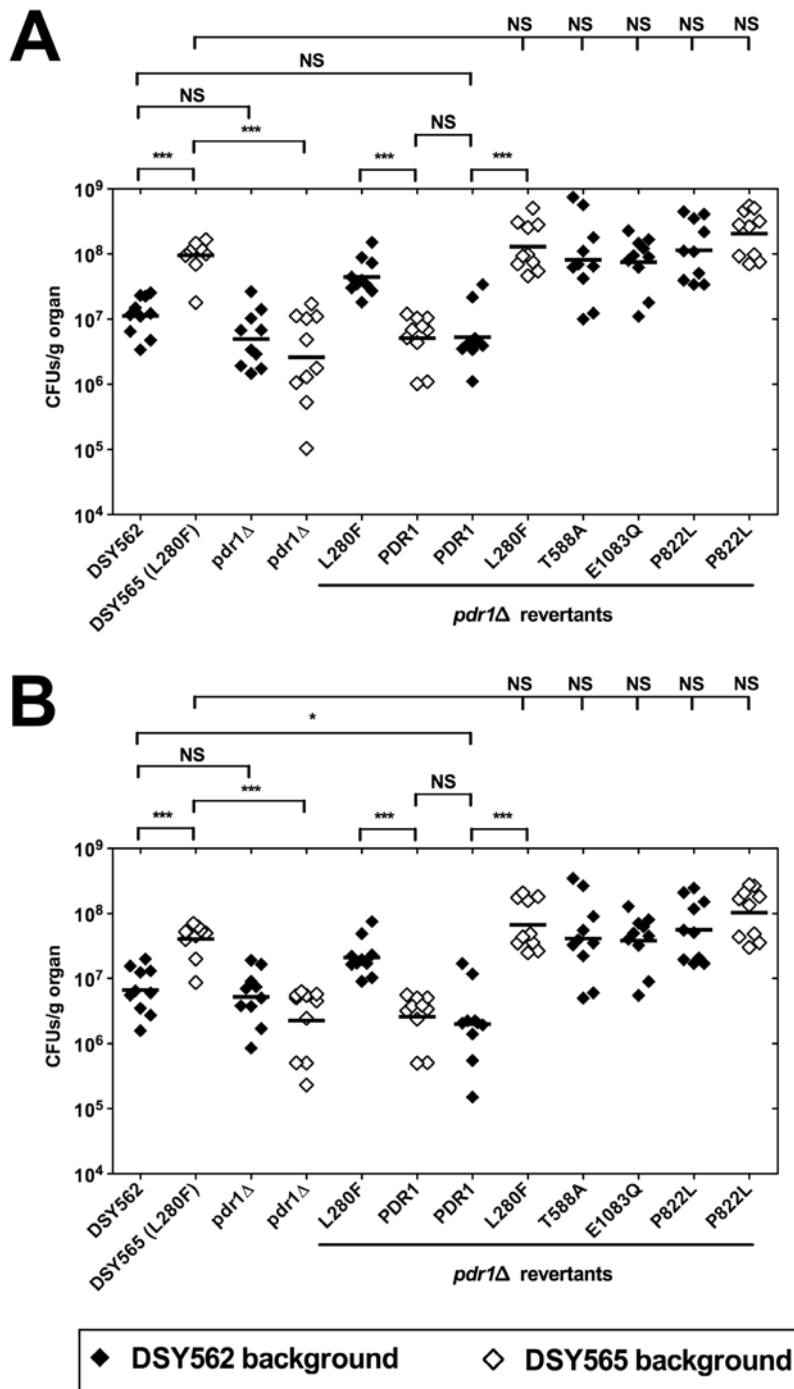 A
NS NS NS NS NS
NS
NS
NS
***
***
***
***
10⁹
10⁸
10⁷
10⁶
10⁵
10⁴
CFUs/g organ
DSY562
DSY565 (L280F)
pdr1Δ
pdr1Δ
L280F
PDR1
PDR1
L280F
T588A
E1083Q
P822L
P822L
pdr1Δ revertants
B
NS NS NS NS NS
*
NS
NS
***
***
***
***
10⁹
10⁸
10⁷
10⁶
10⁵
10⁴
CFUs/g organ
DSY562
DSY565 (L280F)
pdr1Δ
pdr1Δ
L280F
PDR1
PDR1
L280F
T588A
E1083Q
P822L
P822L
pdr1Δ revertants
DSY562 background DSY565 background